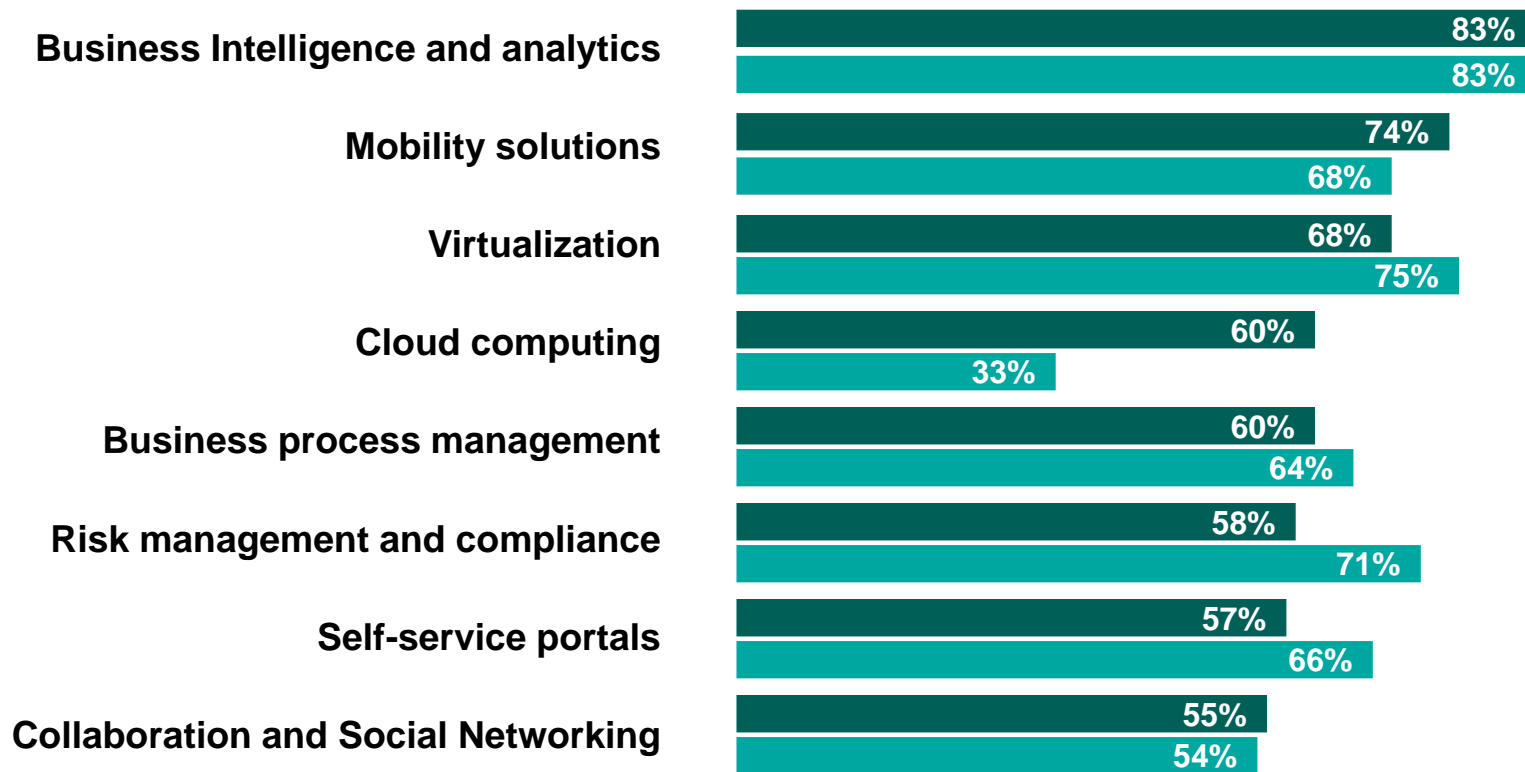 Business Intelligence and analytics
83%
83%
Mobility solutions
74%
68%
Virtualization
68%
75%
Cloud computing
60%
33%
Business process management
60%
64%
Risk management and compliance
58%
71%
Self-service portals
57%
66%
Collaboration and Social Networking
55%
54%